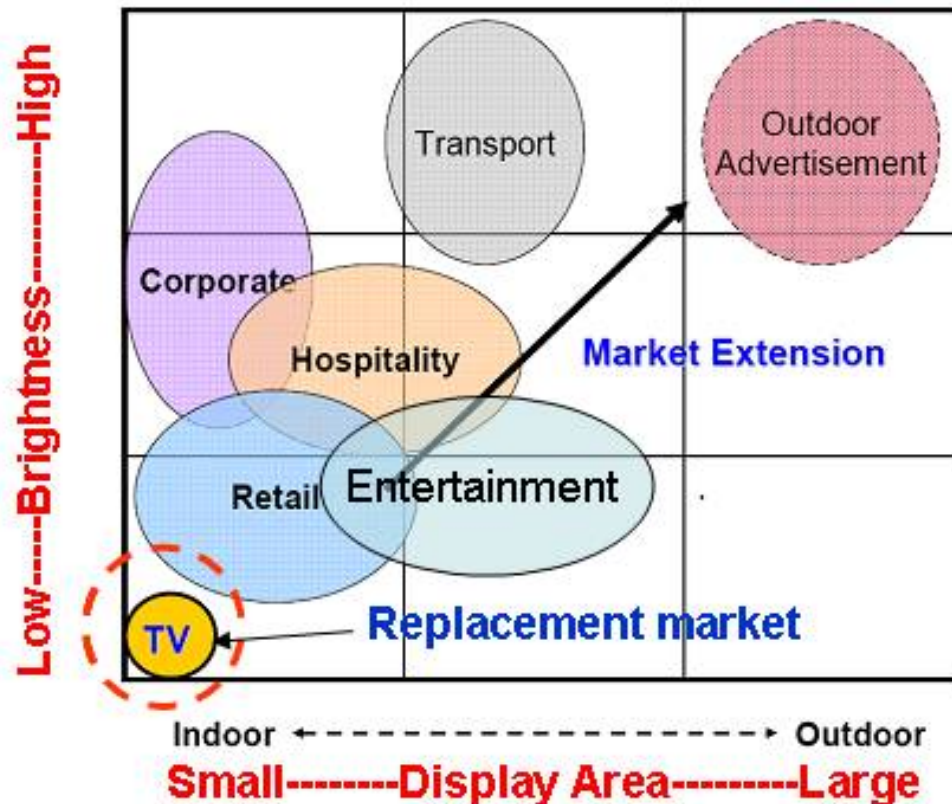 Low-----Brightness------------High
Transport
Outdoor
Advertisement
Corporate
Hospitality
Market Extension
Retail
Entertainment
TV
Replacement market
Indoor
Outdoor
Small--------Display Area---------Large